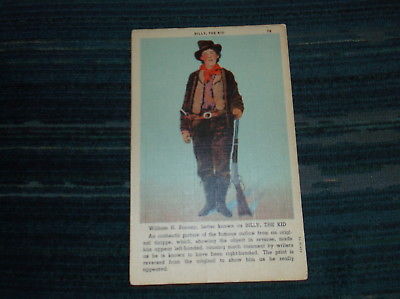 BILLY, THE KID 74
William H. Bonney, better known as BILLY, THE KID
An authentic picture of the famous outlaw from an orig-
inal tintype, which, showing the object in reverse, made
him appear left-handed, causing much comment by writers
as he is known to have been right-handed. The print is
reversed from the original to show him as he really
appeared.